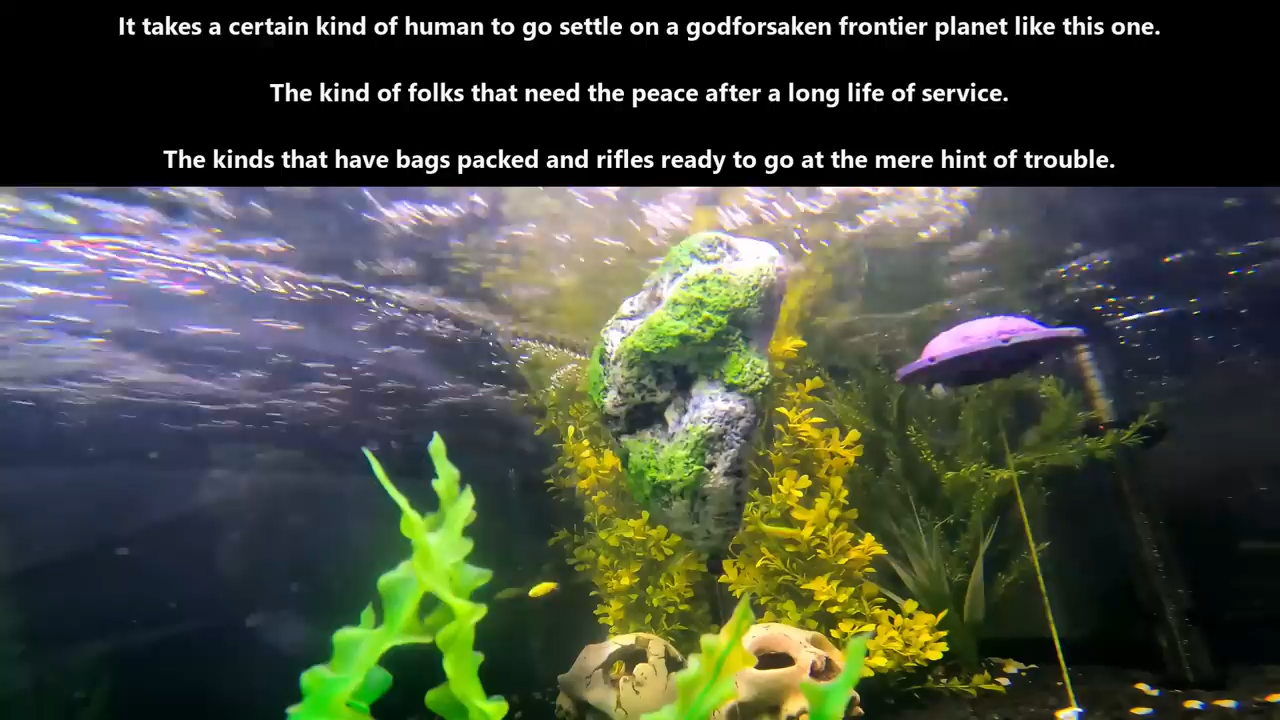 It takes a certain kind of human to go settle on a godforsaken frontier planet like this one.
The kind of folks that need the peace after a long life of service.
The kinds that have bags packed and rifles ready to go at the mere hint of trouble.